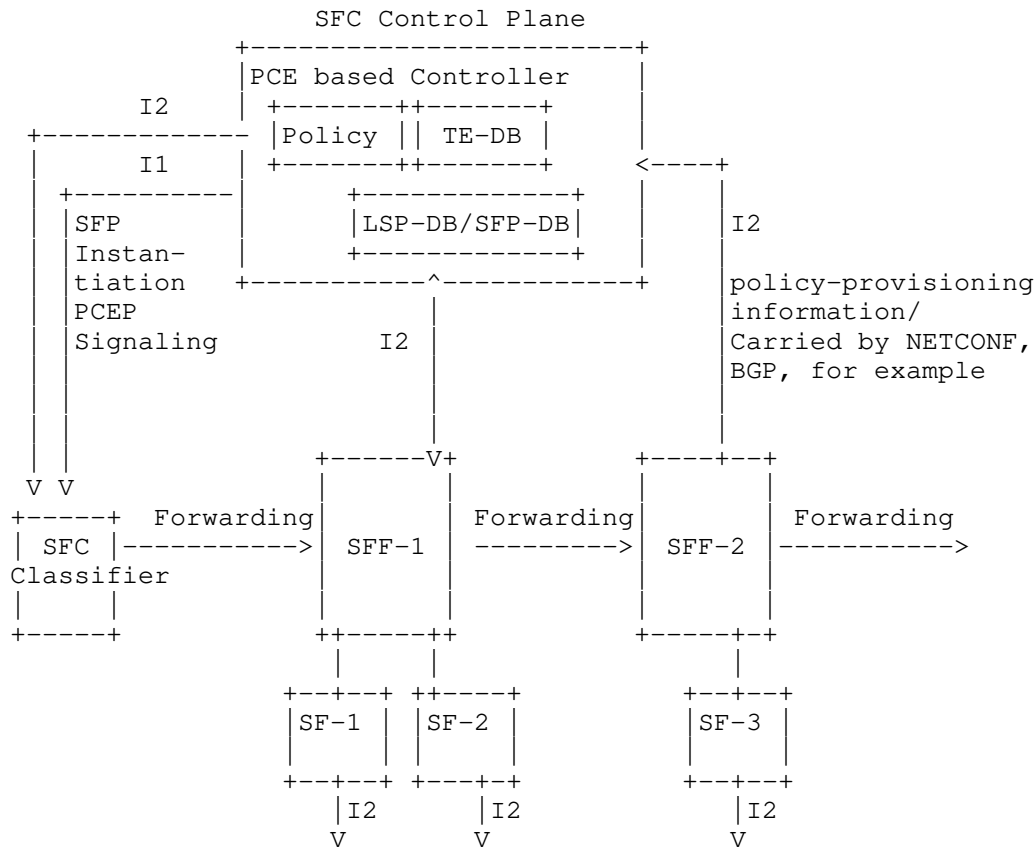 SFC Control Plane
PCE based Controller
I2
Policy TE-DB
I1
SFP LSP-DB/SFP-DB I2
Instan-
tiation policy-provisioning
PCEP information/
Signaling I2 Carried by NETCONF,
BGP, for example
V
V V
Forwarding Forwarding Forwarding
SFC SFF-1 SFF-2
Classifier
SF-1 SF-2 SF-3
I2 I2 I2
V V V